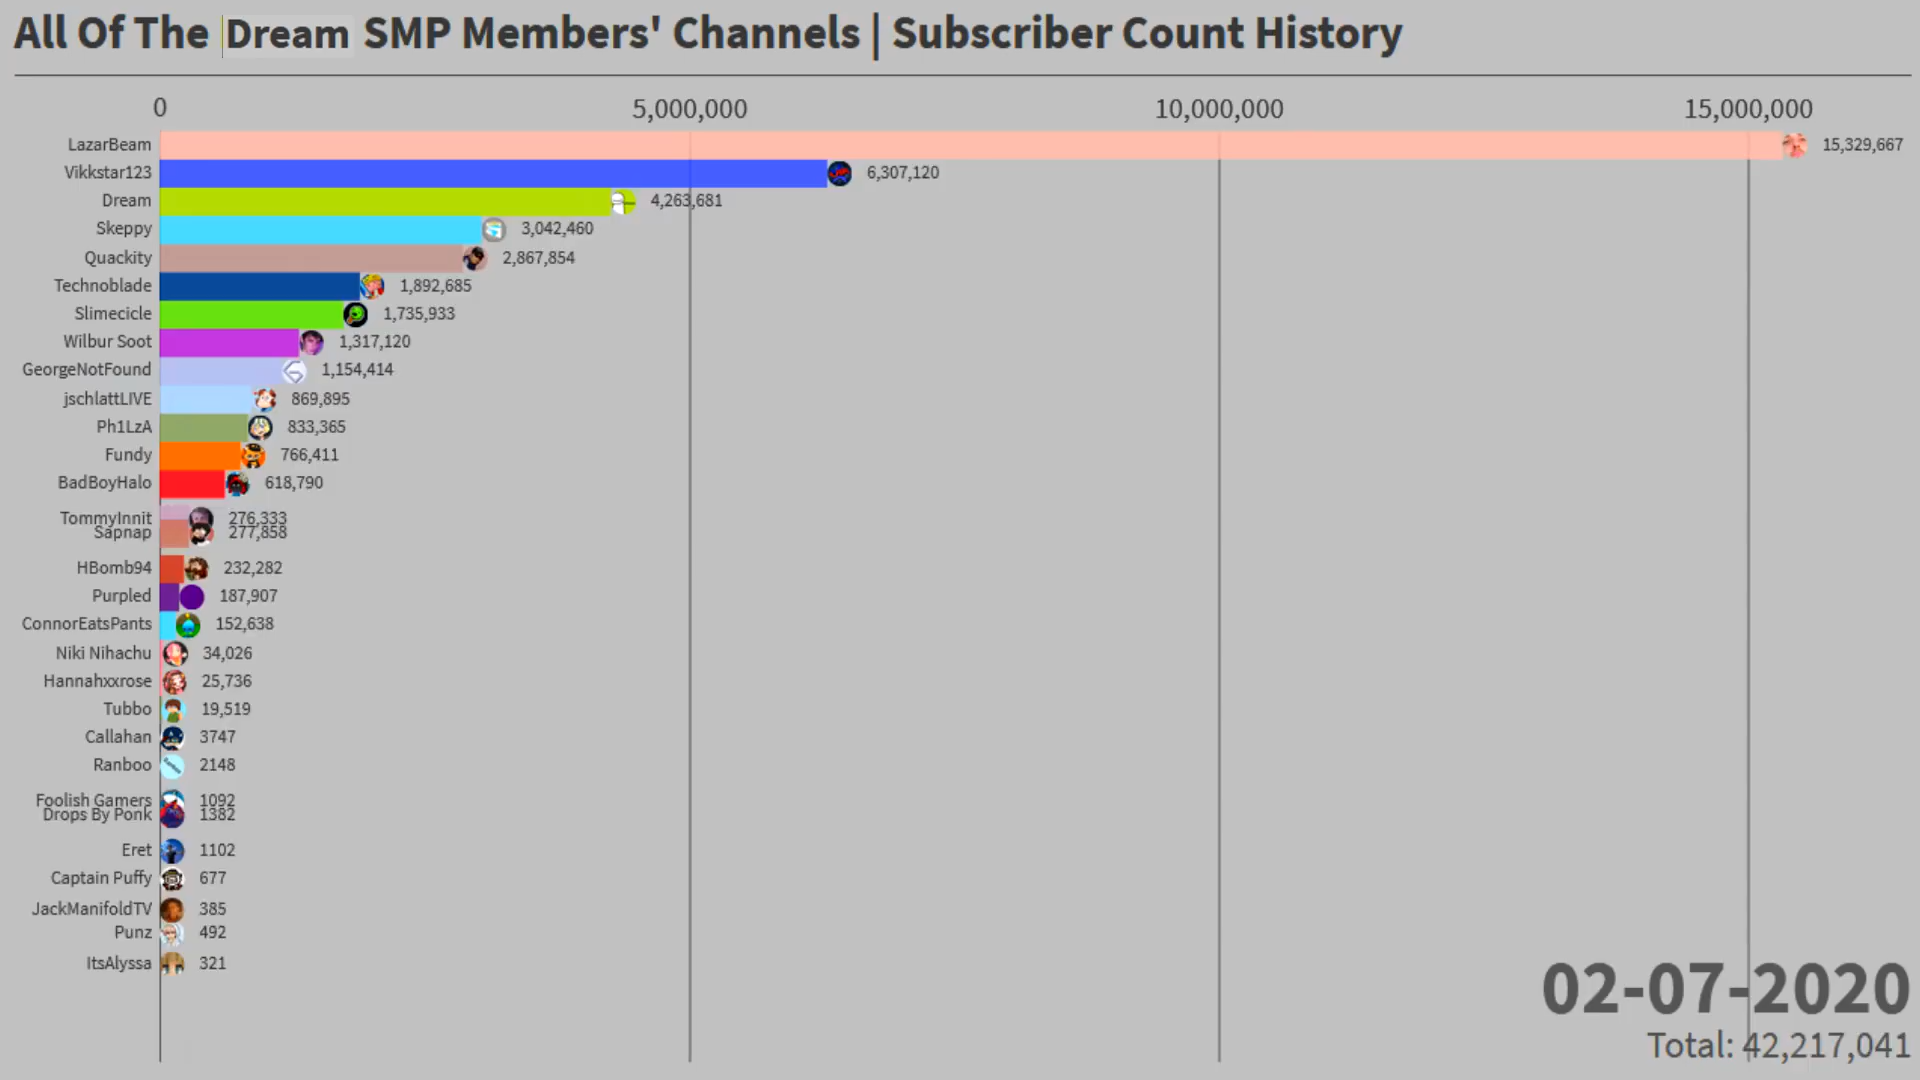 All Of The Dream SMP Members' Channels | Subscriber Count History
0 5,000,000 10,000,000 15,000,000
LazarBeam 15,329,667
Vikkstar123 6,307,120
Dream 4,263,681
Skeppy 3,042,460
Quackity 2,867,854
Technoblade 1,892,685
Slimecicle 1,735,933
Wilbur Soot 1,317,120
GeorgeNotFound 1,154,414
jschlattLIVE 869,895
Ph1LzA 833,365
Fundy 766,411
BadBoyHalo 618,790
TommyInnit 276,333
Sapnap 277,858
HBomb94 232,282
Purpled 187,907
ConnorEatsPants 152,638
Niki Nihachu 34,026
Hannahxxrose 25,736
Tubbo 19,519
Callahan 3747
Ranboo 2148
Foolish Gamers 1092
Drops By Ponk 1382
Eret 1102
Captain Puffy 677
JackManifoldTV 385
Punz 492
ItsAlyssa 321
02-07-2020
Total: 42,217,041